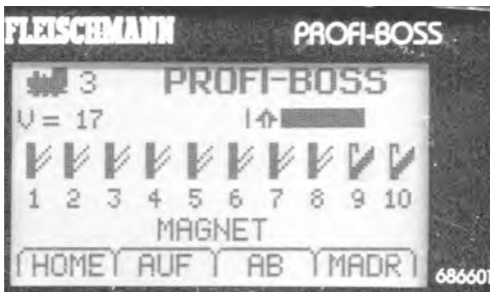 FLEISCHMANN PROFI-BOSS
3 PROFI-BOSS
V = 17
1 2 3 4 5 6 7 8 9 10
MAGNET
HOME AUF AB MADR
686601